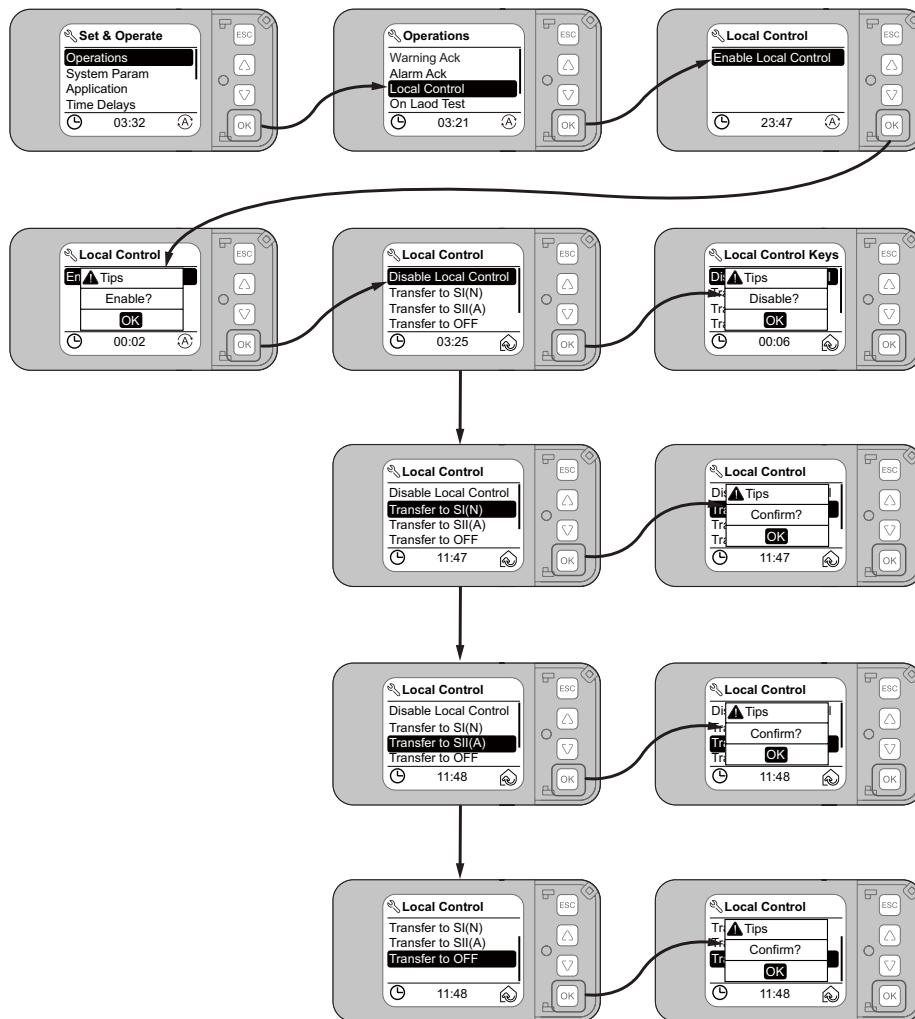 Set & Operate
Operations
System Param
Application
Time Delays
03:32
A
ESC
OK
Operations
Warning Ack
Alarm Ack
Local Control
On Laod Test
03:21
A
ESC
OK
Local Control
Enable Local Control
23:47
A
ESC
OK
Local Control
En
Tips
Enable?
OK
00:02
A
ESC
OK
Local Control
Disable Local Control
Transfer to SI(N)
Transfer to SII(A)
Transfer to OFF
03:25
ESC
OK
Local Control Keys
Tips
Disable?
OK
00:06
ESC
OK
Local Control
Disable Local Control
Transfer to SI(N)
Transfer to SII(A)
Transfer to OFF
11:47
ESC
OK
Local Control
Tips
Confirm?
OK
11:47
ESC
OK
Local Control
Disable Local Control
Transfer to SI(N)
Transfer to SII(A)
Transfer to OFF
11:48
ESC
OK
Local Control
Tips
Confirm?
OK
11:48
ESC
OK
Local Control
Transfer to SI(N)
Transfer to SII(A)
Transfer to OFF
11:48
ESC
OK
Local Control
Tips
Confirm?
OK
11:48
ESC
OK